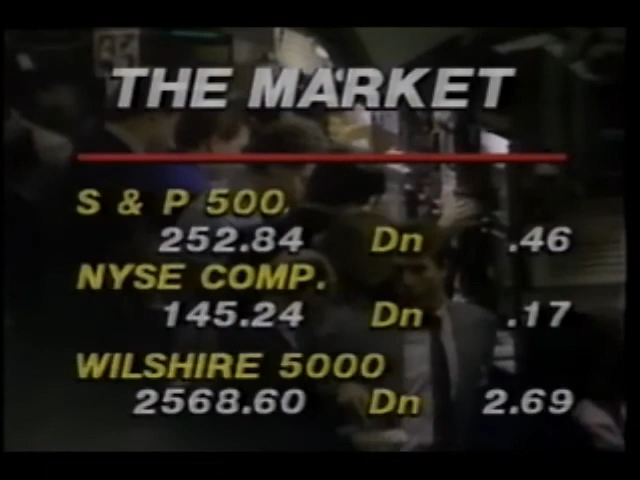 THE MARKET
S & P 500
252.84 Dn .46
NYSE COMP.
145.24 Dn .17
WILSHIRE 5000
2568.60 Dn 2.69